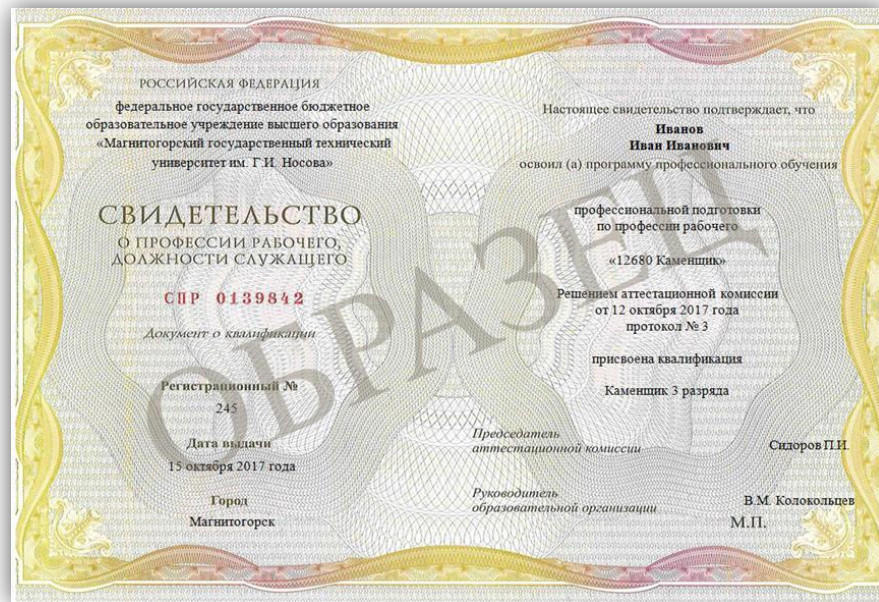 РОССИЙСКАЯ ФЕДЕРАЦИЯ
федеральное государственное бюджетное
образовательное учреждение высшего образования
«Магнитогорский государственный технический
университет им. Г.И. Носова»
СВИДЕТЕЛЬСТВО
О ПРОФЕССИИ РАБОЧЕГО,
ДОЛЖНОСТИ СЛУЖАЩЕГО
СПР 0139842
Документ о квалификации
Регистрационный №
245
Дата выдачи
15 октября 2017 года
Город
Магнитогорск
Настоящее свидетельство подтверждает, что
Иванов
Иван Иванович
освоил (а) программу профессионального обучения
профессиональной подготовки
по профессии рабочего
«12680 Каменщик»
Решением аттестационной комиссии
от 12 октября 2017 года
протокол № 3
присвоена квалификация
Каменщик 3 разряда
Председатель
аттестационной комиссии Сидоров П.И.
Руководитель
образовательной организации В.М. Колокольцев
М.П.
ОБРАЗЕЦ